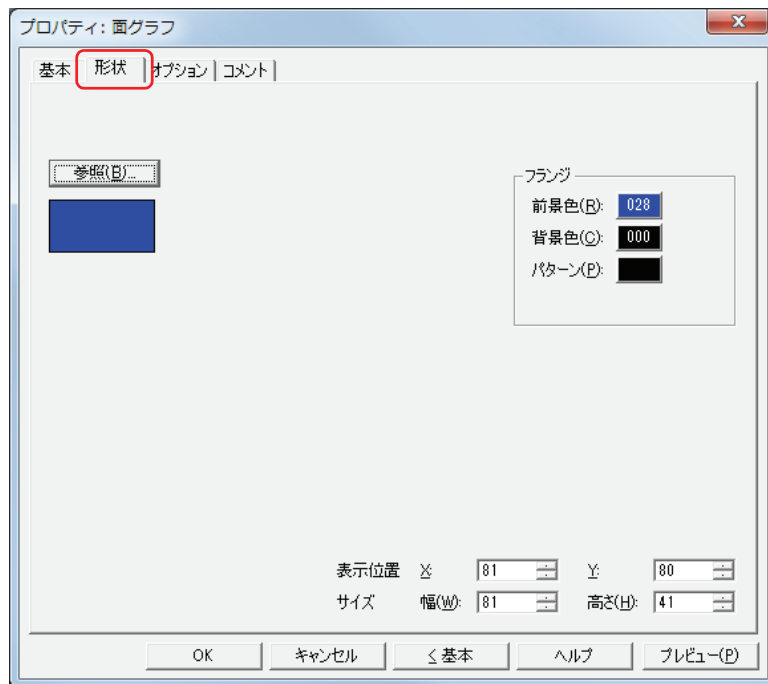 プロパティ: 面グラフ
X
基本 形状 オプション コメント
参照(B)...
フランジ
前景色(R): 028
背景色(C): 000
パターン(P):
表示位置 X: 81 Y: 80
サイズ 幅(W): 81 高さ(H): 41
OK キャンセル < 基本 ヘルプ プレビュー(P)